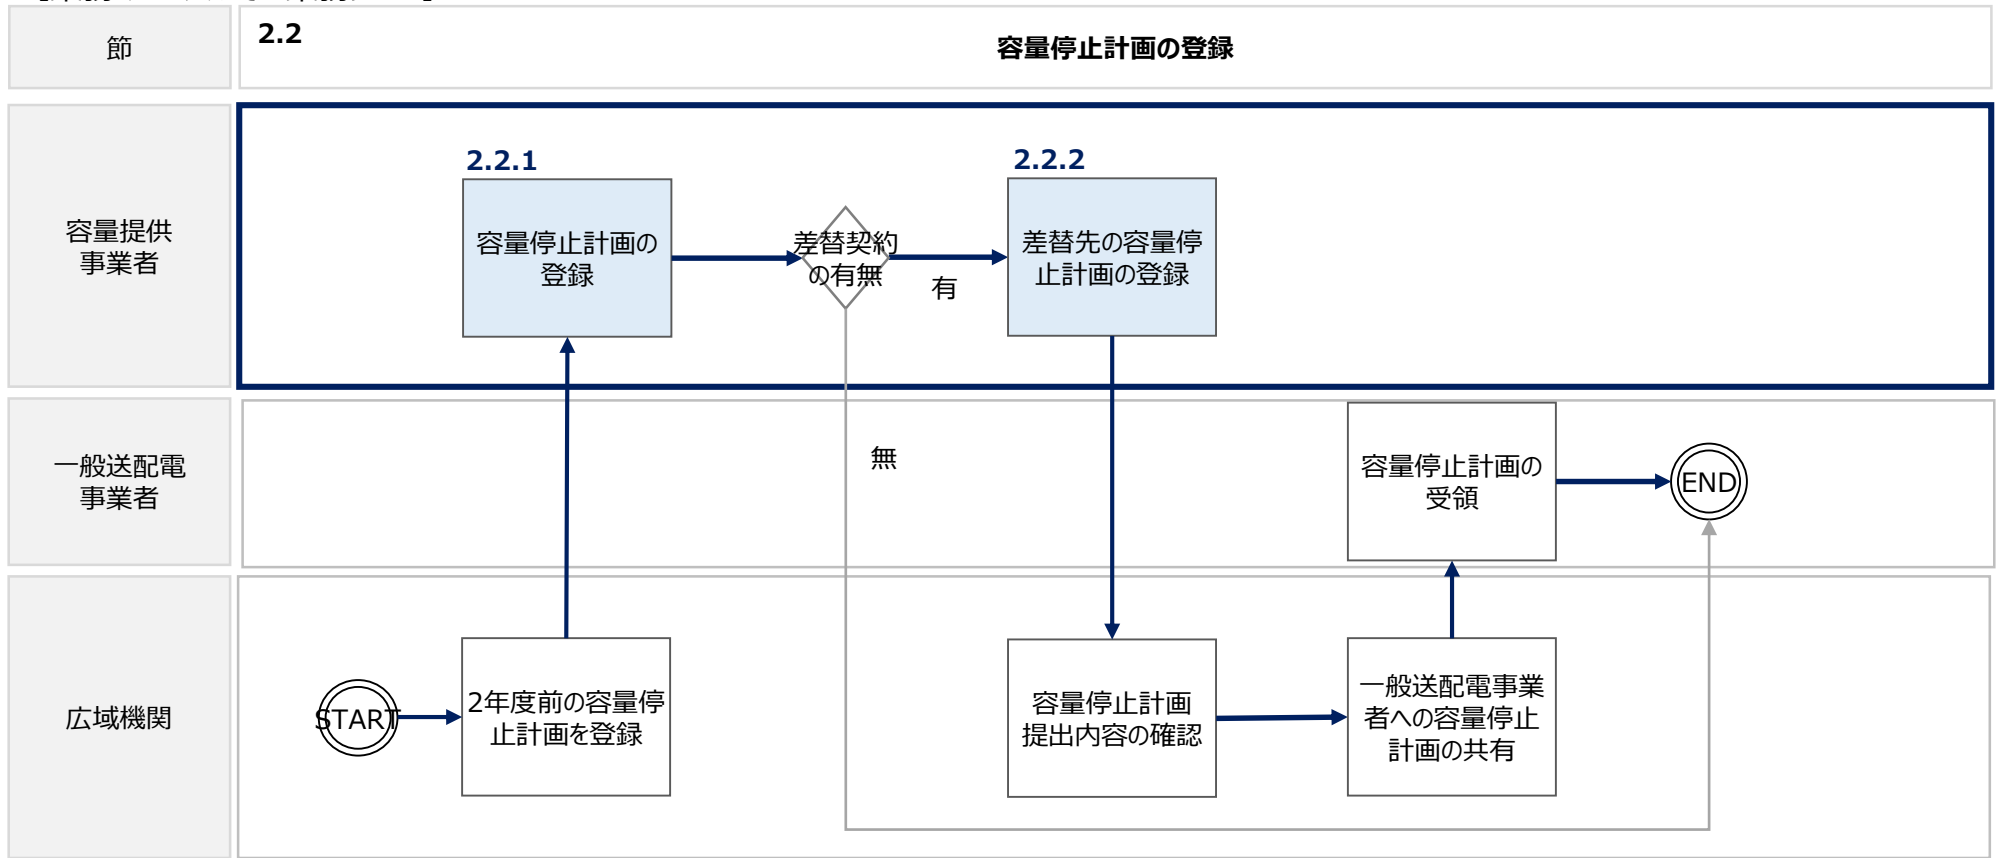 節
2.2
容量停止計画の登録
容量提供
事業者
2.2.1
容量停止計画の
登録
差替契約
の有無
有
2.2.2
差替先の容量停
止計画の登録
一般送配電
事業者
無
容量停止計画の
受領
END
広域機関
START
2年度前の容量停
止計画を登録
容量停止計画
提出内容の確認
一般送配電事業
者への容量停止
計画の共有